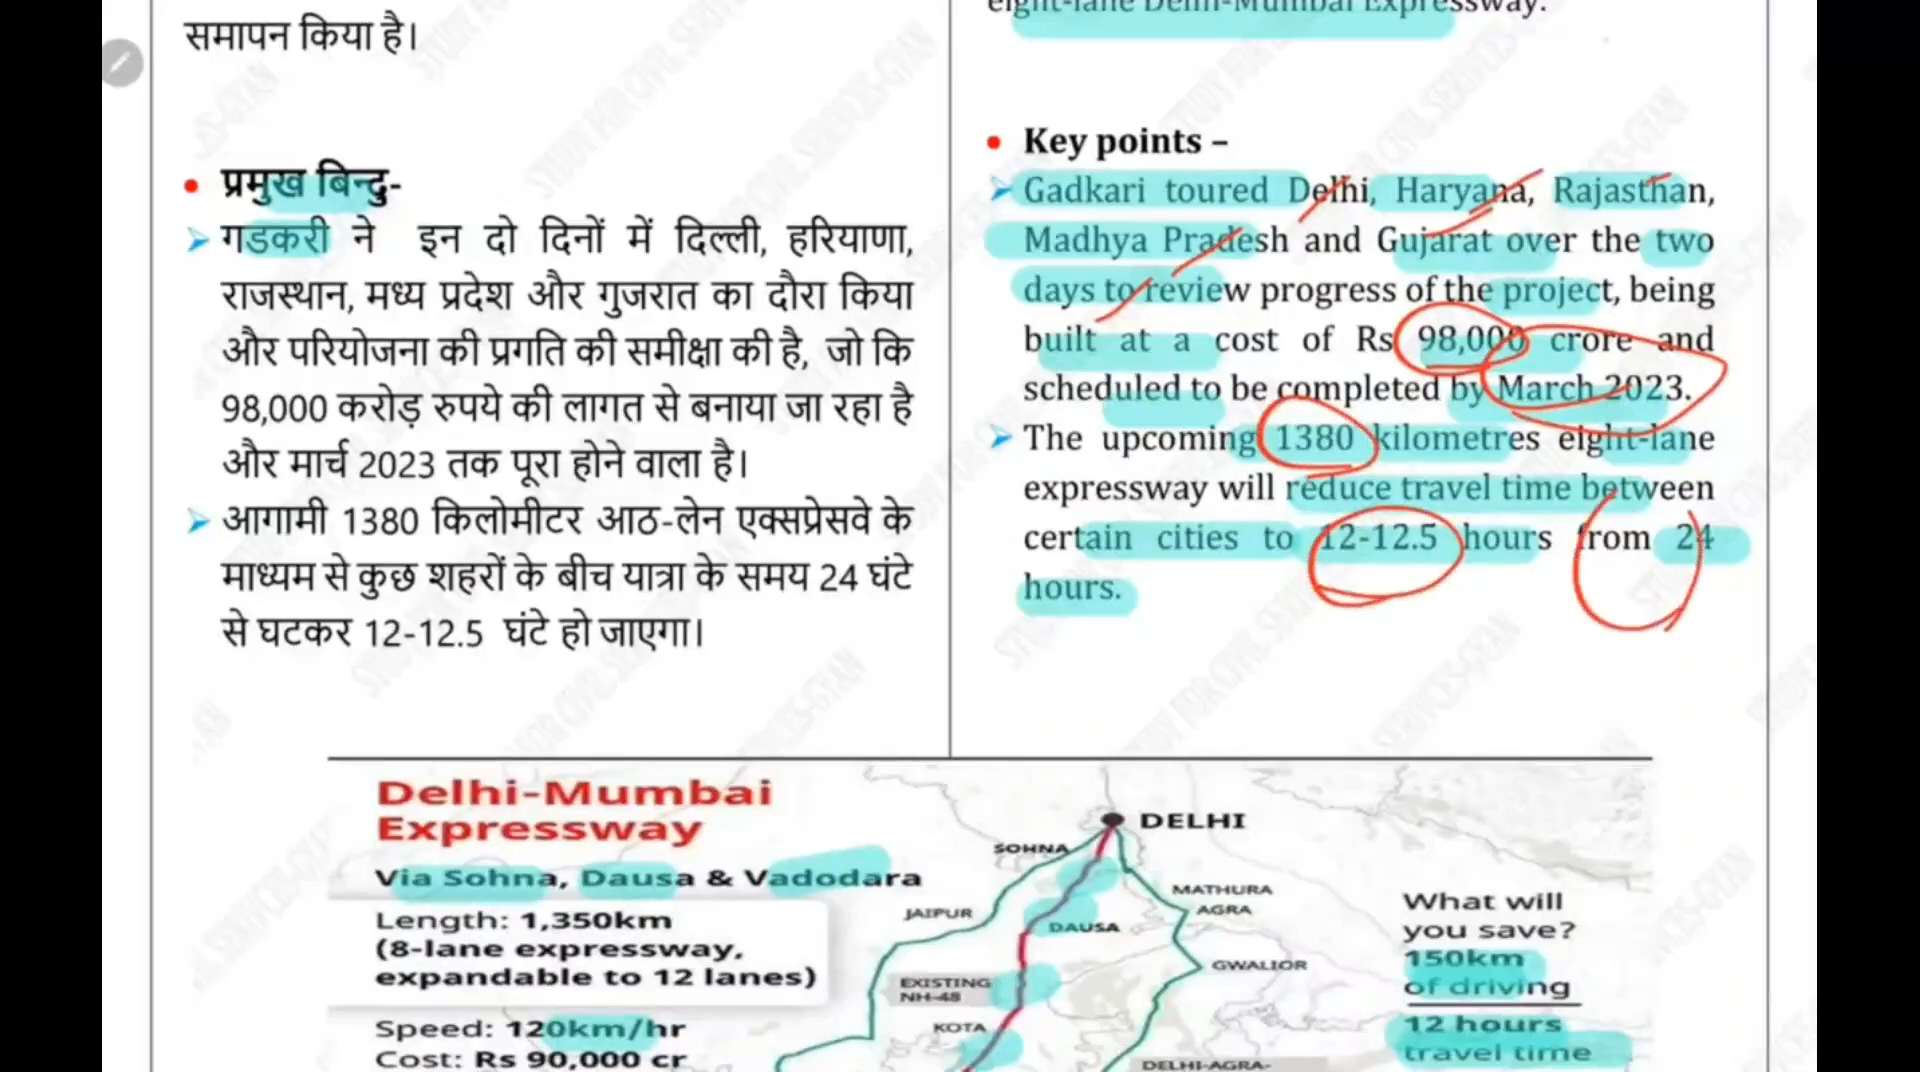 समापन किया है।
• प्रमुख बिन्दु-
➢ गडकरी ने इन दो दिनों में दिल्ली, हरियाणा,
राजस्थान, मध्य प्रदेश और गुजरात का दौरा किया
और परियोजना की प्रगति की समीक्षा की है, जो कि
98,000 करोड़ रुपये की लागत से बनाया जा रहा है
और मार्च 2023 तक पूरा होने वाला है।
➢ आगामी 1380 किलोमीटर आठ-लेन एक्सप्रेसवे के
माध्यम से कुछ शहरों के बीच यात्रा के समय 24 घंटे
से घटकर 12-12.5 घंटे हो जाएगा।
eight-lane Delhi-Mumbai Expressway.
• Key points –
➢ Gadkari toured Delhi, Haryana, Rajasthan,
Madhya Pradesh and Gujarat over the two
days to review progress of the project, being
built at a cost of Rs 98,000 crore and
scheduled to be completed by March 2023.
➢ The upcoming 1380 kilometres eight-lane
expressway will reduce travel time between
certain cities to 12-12.5 hours from 24
hours.
Delhi-Mumbai
Expressway
Via Sohna, Dausa & Vadodara
Length: 1,350km
(8-lane expressway,
expandable to 12 lanes)
Speed: 120km/hr
Cost: Rs 90,000 cr
DELHI
SOHNA
MATHURA
AGRA
JAIPUR
DAUSA
GWALIOR
EXISTING
NH-48
KOTA
DELHI-AGRA-
What will
you save?
150km
of driving
12 hours
travel time
STUDY FOR CIVIL SERVICES-GYAN